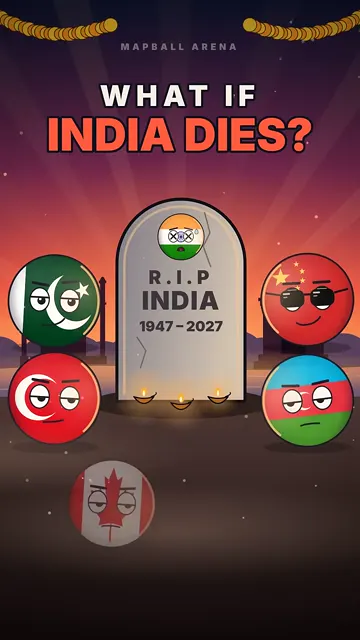 MAPBALL ARENA
WHAT IF
INDIA DIES?
R.I.P
INDIA
1947–2027